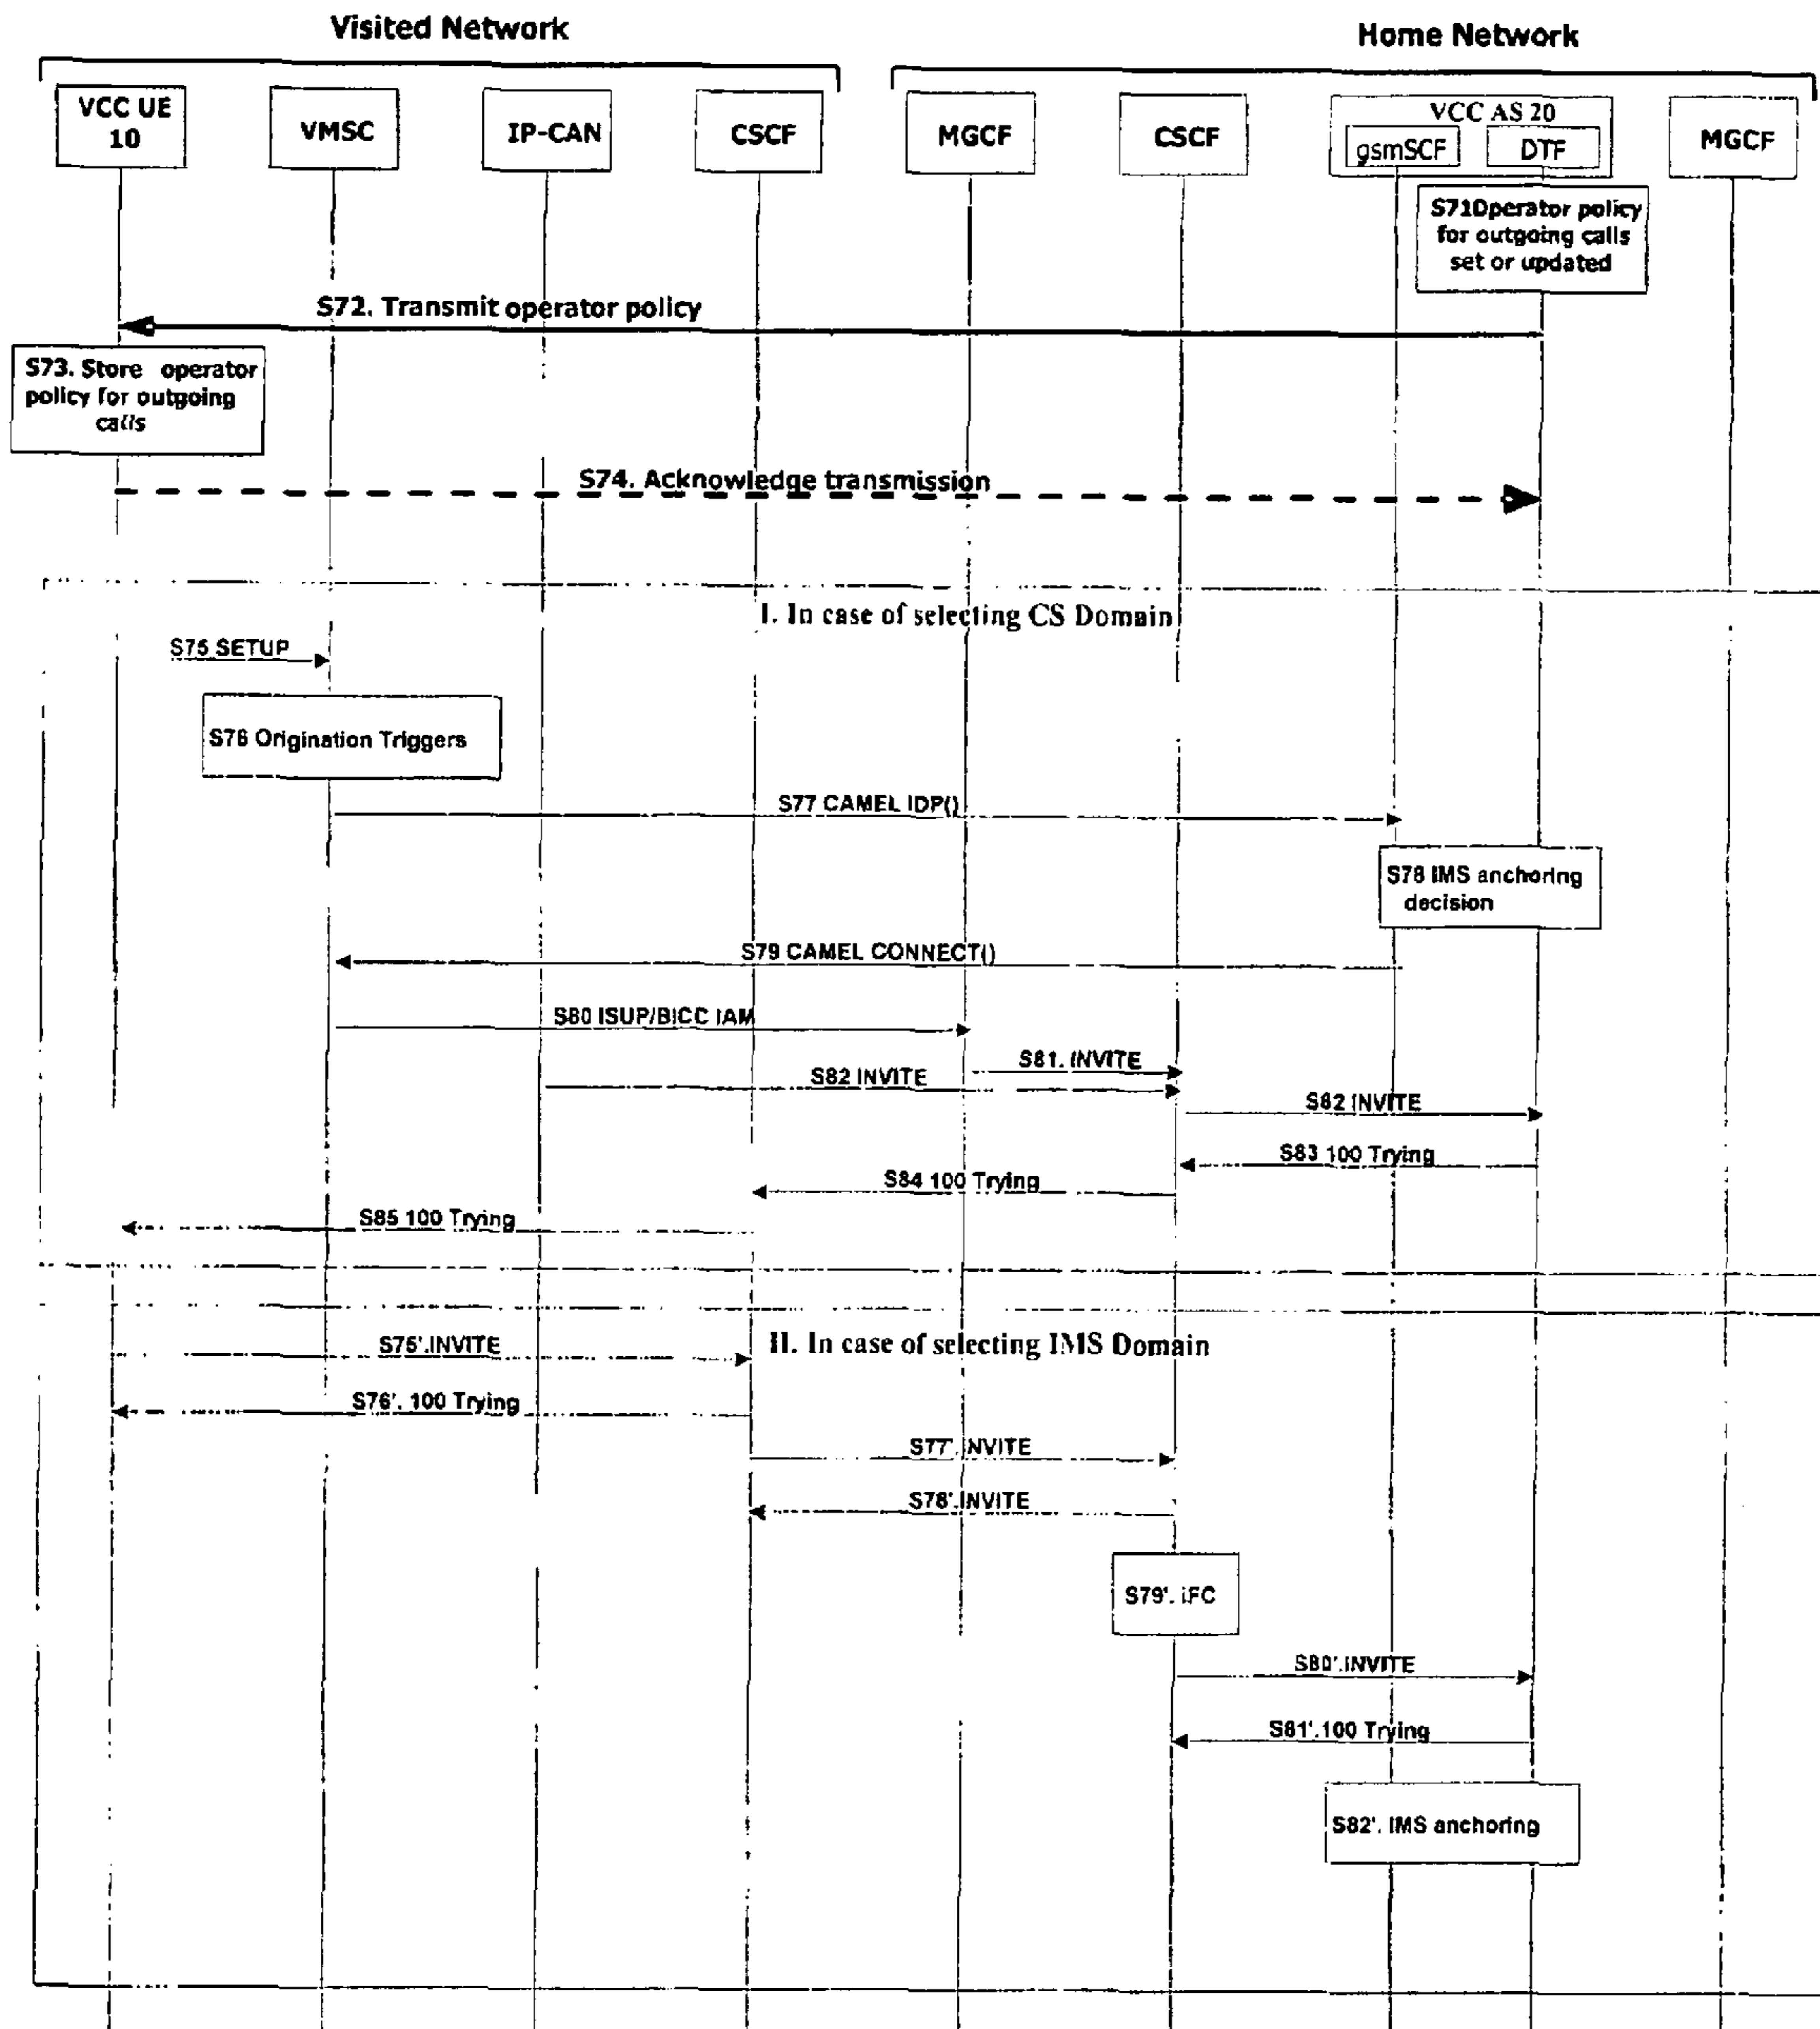 Visited Network
Home Network
VCC UE
10
VMSC
IP-CAN
CSCF
MGCF
CSCF
VCC AS 20
gsmSCF
DTF
MGCF
S71Operator policy
for outgoing calls
set or updated
S72. Transmit operator policy
S73. Store operator
policy for outgoing
calls
S74. Acknowledge transmission
I. In case of selecting CS Domain
S75 SETUP
S76 Origination Triggers
S77 CAMEL IDP()
S78 IMS anchoring
decision
S79 CAMEL CONNECT()
S80 ISUP/BICC IAM
S81. INVITE
S82 INVITE
S82 INVITE
S83 100 Trying
S84 100 Trying
S85 100 Trying
II. In case of selecting IMS Domain
S75'.INVITE
S76'. 100 Trying
S77'.INVITE
S78'.INVITE
S79'. iFC
S80'.INVITE
S81'.100 Trying
S82'. IMS anchoring